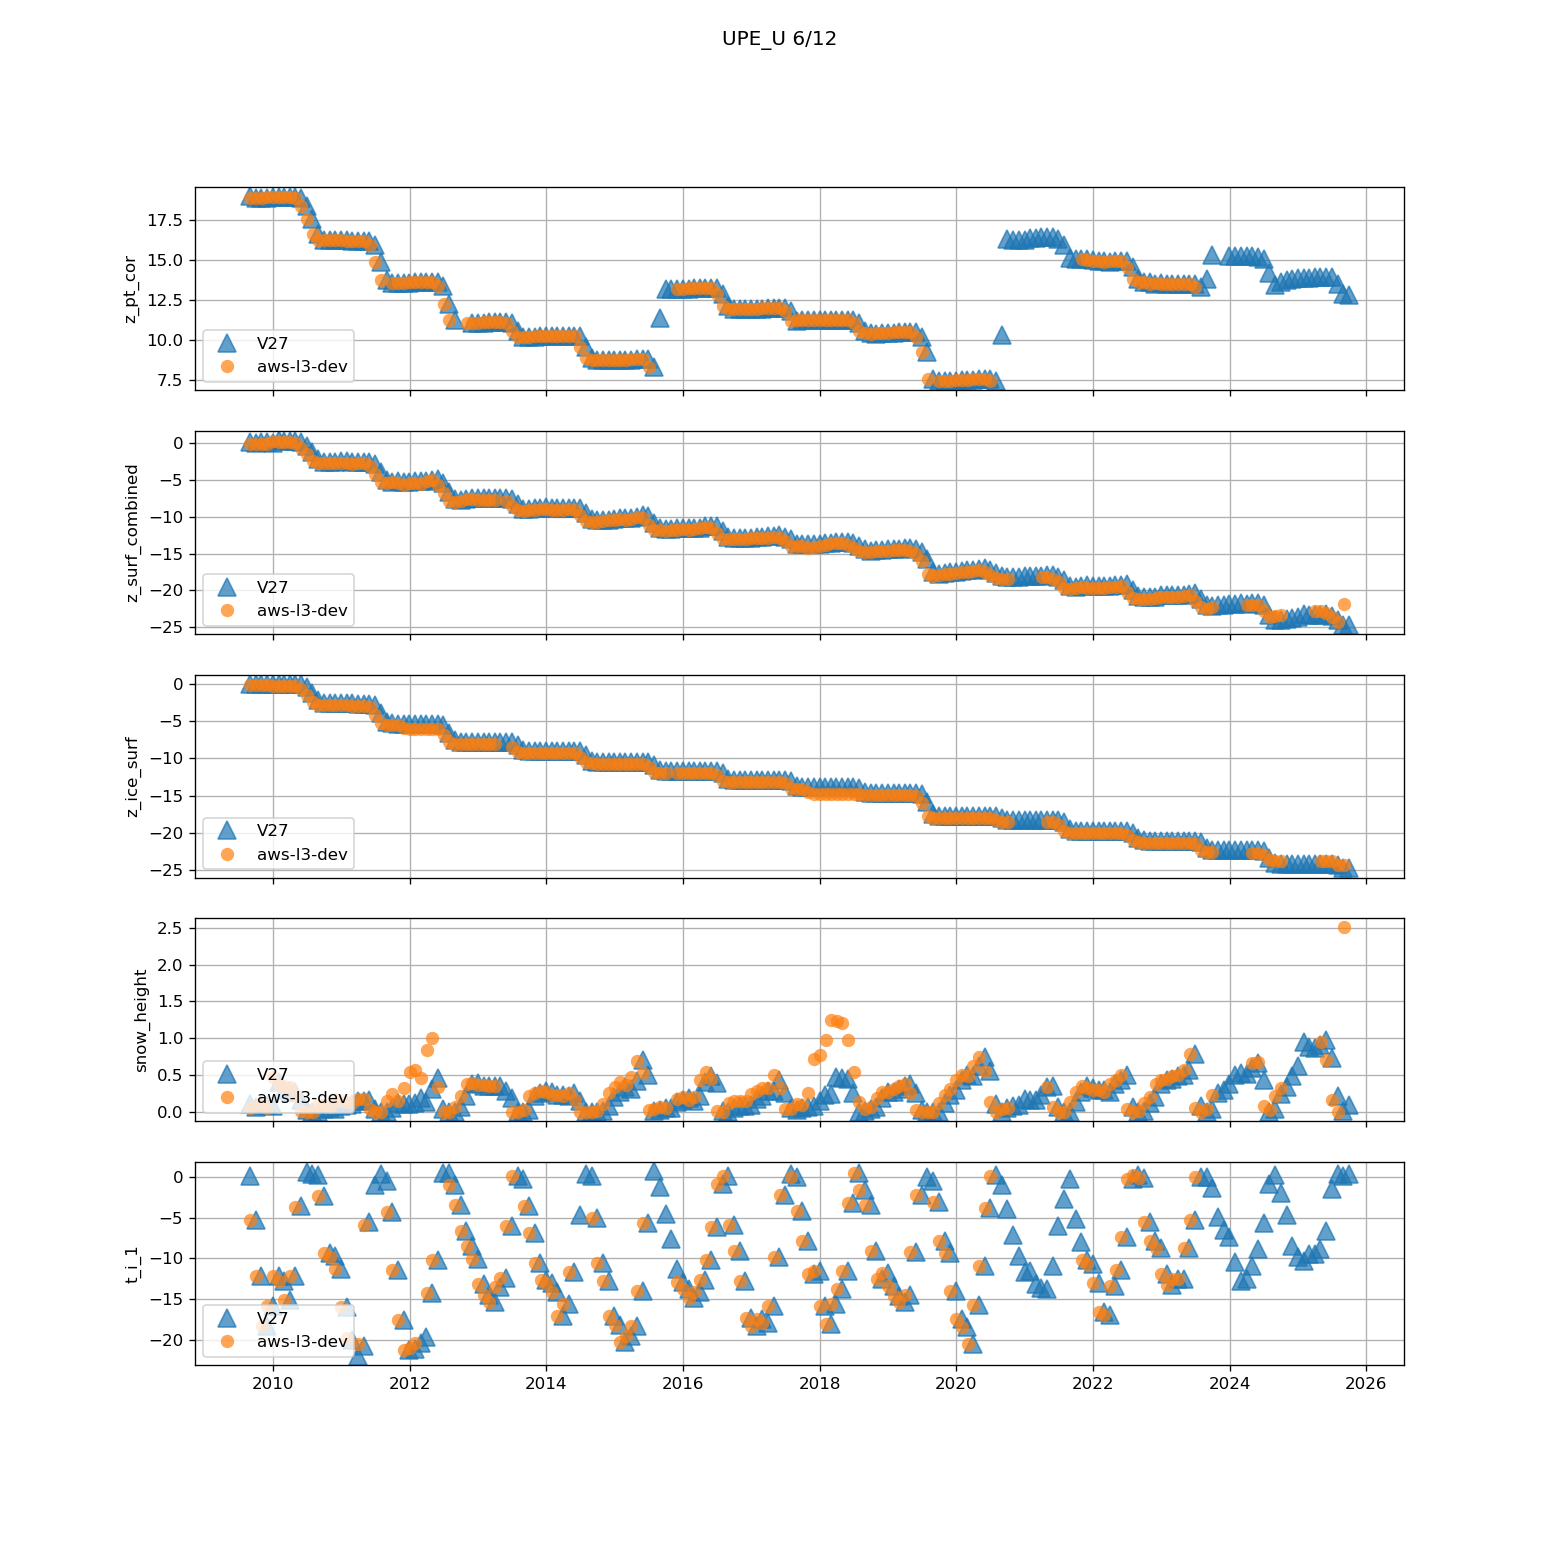 UPE_U 6/12
z_pt_cor
17.5
15.0
12.5
10.0
7.5
V27
aws-l3-dev
z_surf_combined
0
−5
−10
−15
−20
−25
V27
aws-l3-dev
z_ice_surf
0
−5
−10
−15
−20
−25
V27
aws-l3-dev
snow_height
2.5
2.0
1.5
1.0
0.5
0.0
V27
aws-l3-dev
t_i_1
0
−5
−10
−15
−20
V27
aws-l3-dev
2010 2012 2014 2016 2018 2020 2022 2024 2026